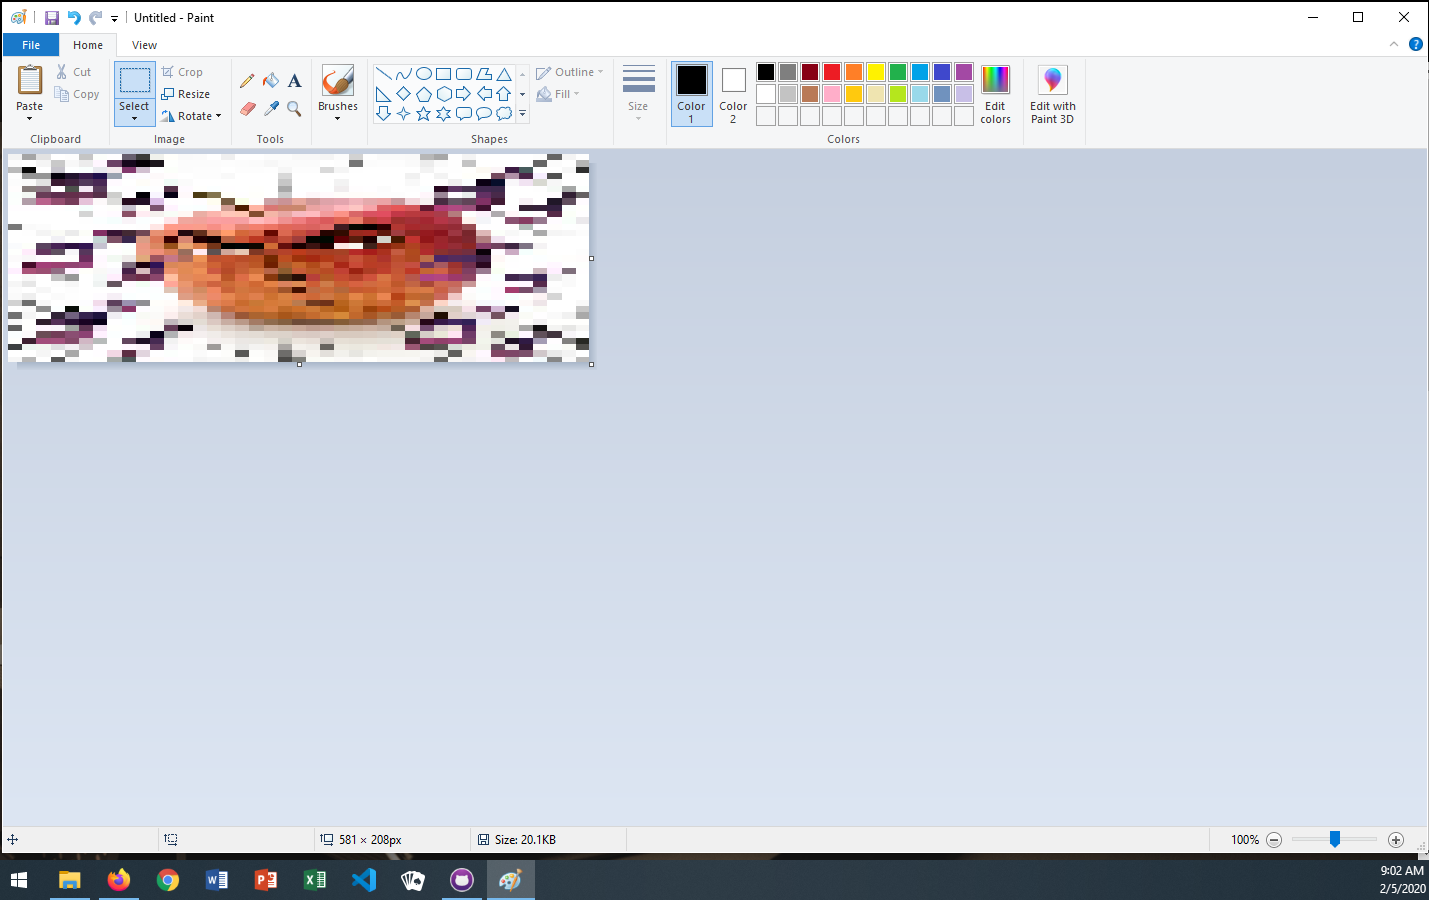 Untitled - Paint
File
Home
View
Paste
Cut
Copy
Clipboard
Select
Crop
Resize
Rotate
Image
A
Tools
Brushes
Outline
Fill
Shapes
Size
Color
1
Color
2
Edit
colors
Colors
Edit with
Paint 3D
581 × 208px
Size: 20.1KB
100%
9:02 AM
2/5/2020